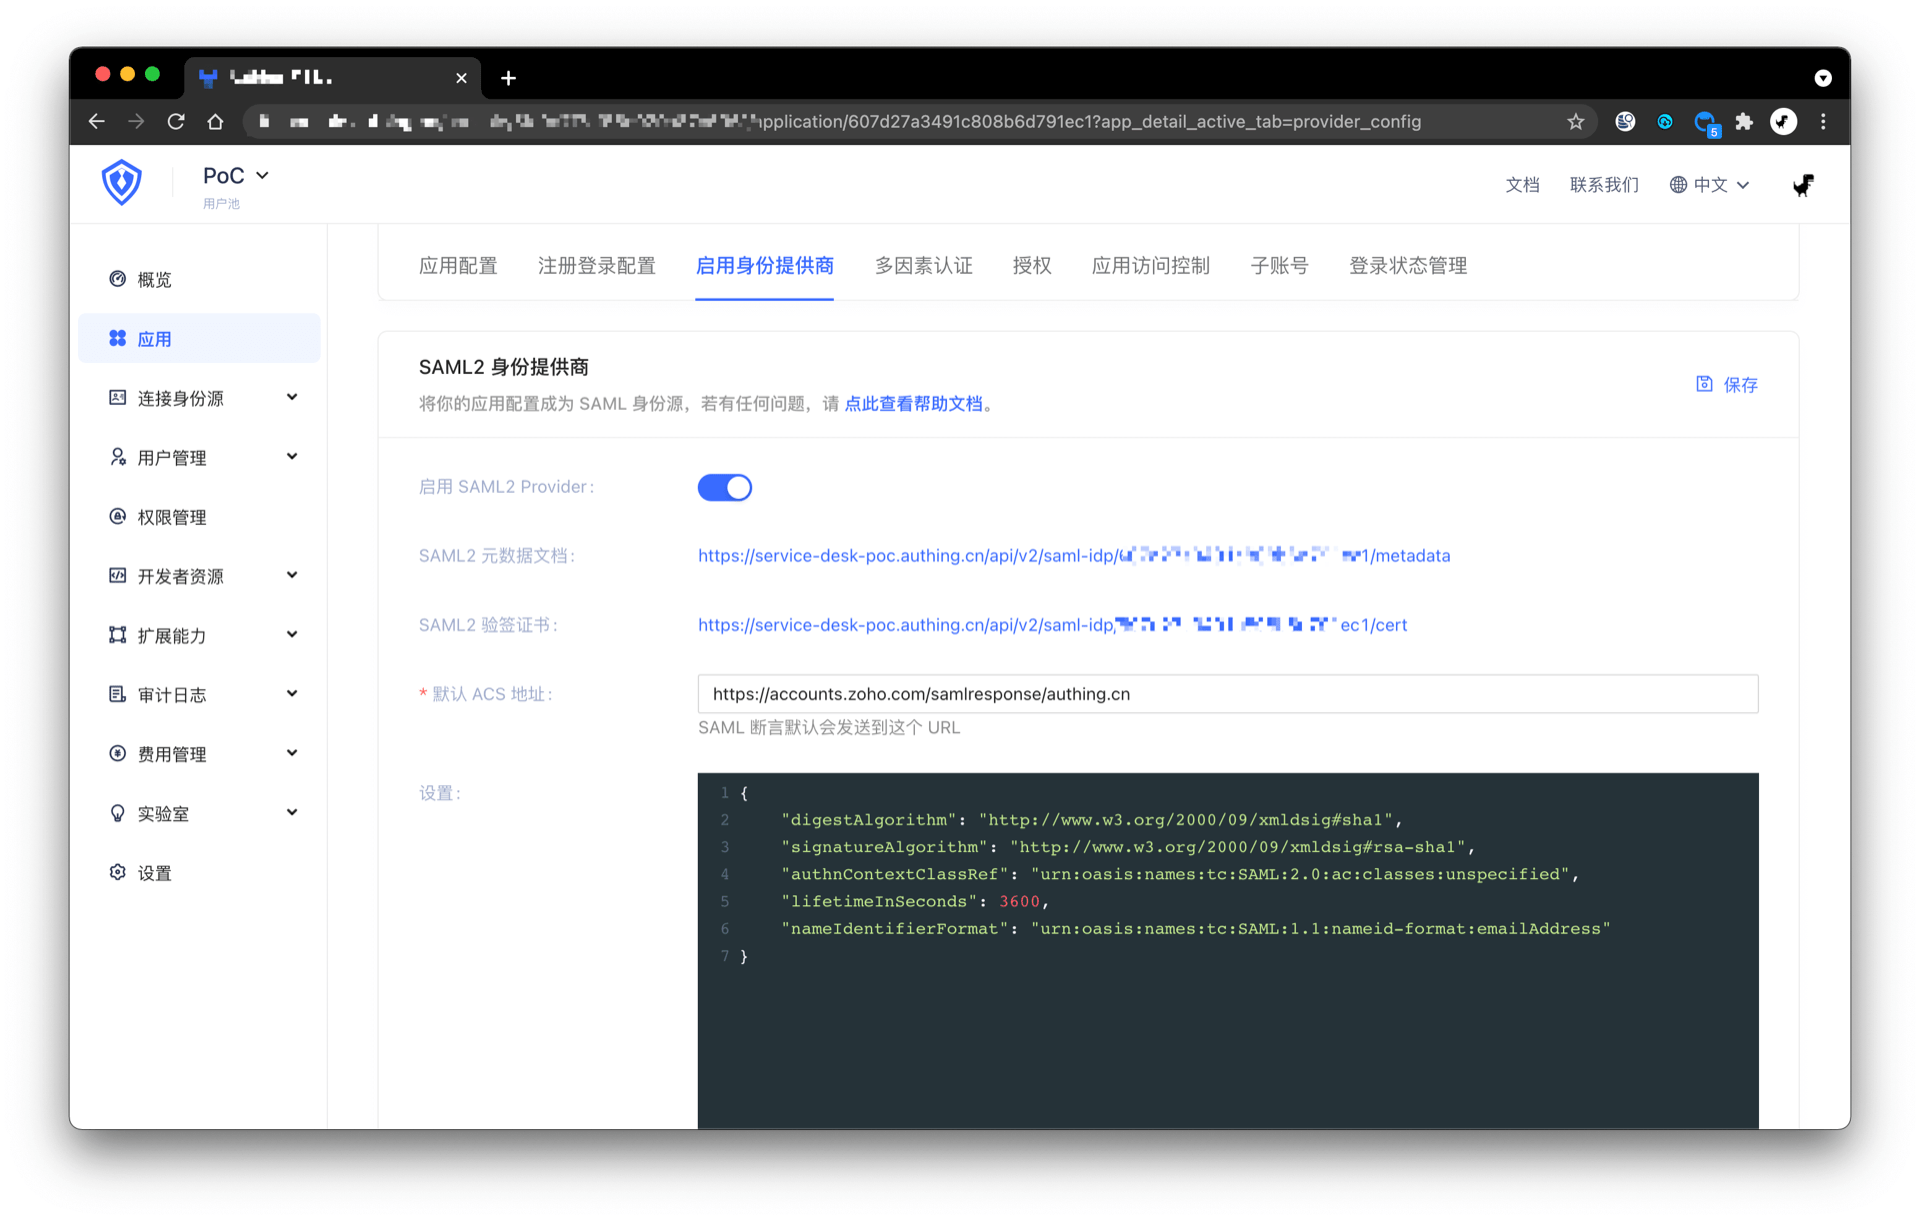 pplication/607d27a3491c808b6d791ec1?app_detail_active_tab=provider_config
5
PoC
用户池
文档
联系我们
中文
概览
应用
连接身份源
用户管理
权限管理
开发者资源
扩展能力
审计日志
费用管理
实验室
设置
应用配置
注册登录配置
启用身份提供商
多因素认证
授权
应用访问控制
子账号
登录状态管理
SAML2 身份提供商
将你的应用配置成为 SAML 身份源，若有任何问题，请 点此查看帮助文档。
保存
启用 SAML2 Provider:
SAML2 元数据文档:
https://service-desk-poc.authing.cn/api/v2/saml-idp/
1/metadata
SAML2 验签证书:
https://service-desk-poc.authing.cn/api/v2/saml-idp/
ec1/cert
* 默认 ACS 地址:
https://accounts.zoho.com/samlresponse/authing.cn
SAML 断言默认会发送到这个 URL
设置:
1 {
2 "digestAlgorithm": "http://www.w3.org/2000/09/xmldsig#sha1",
3 "signatureAlgorithm": "http://www.w3.org/2000/09/xmldsig#rsa-sha1",
4 "authnContextClassRef": "urn:oasis:names:tc:SAML:2.0:ac:classes:unspecified",
5 "lifetimeInSeconds": 3600,
6 "nameIdentifierFormat": "urn:oasis:names:tc:SAML:1.1:nameid-format:emailAddress"
7 }